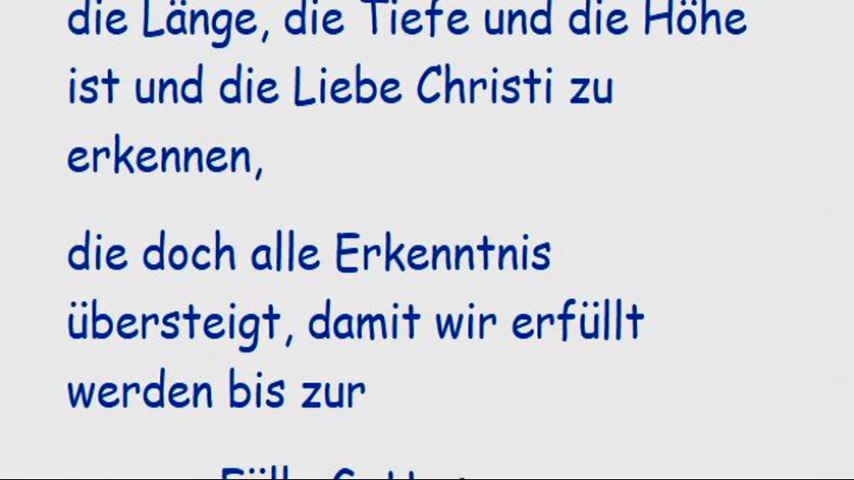 die Länge, die Tiefe und die Höhe
ist und die Liebe Christi zu
erkennen,
die doch alle Erkenntnis
übersteigt, damit wir erfüllt
werden bis zur